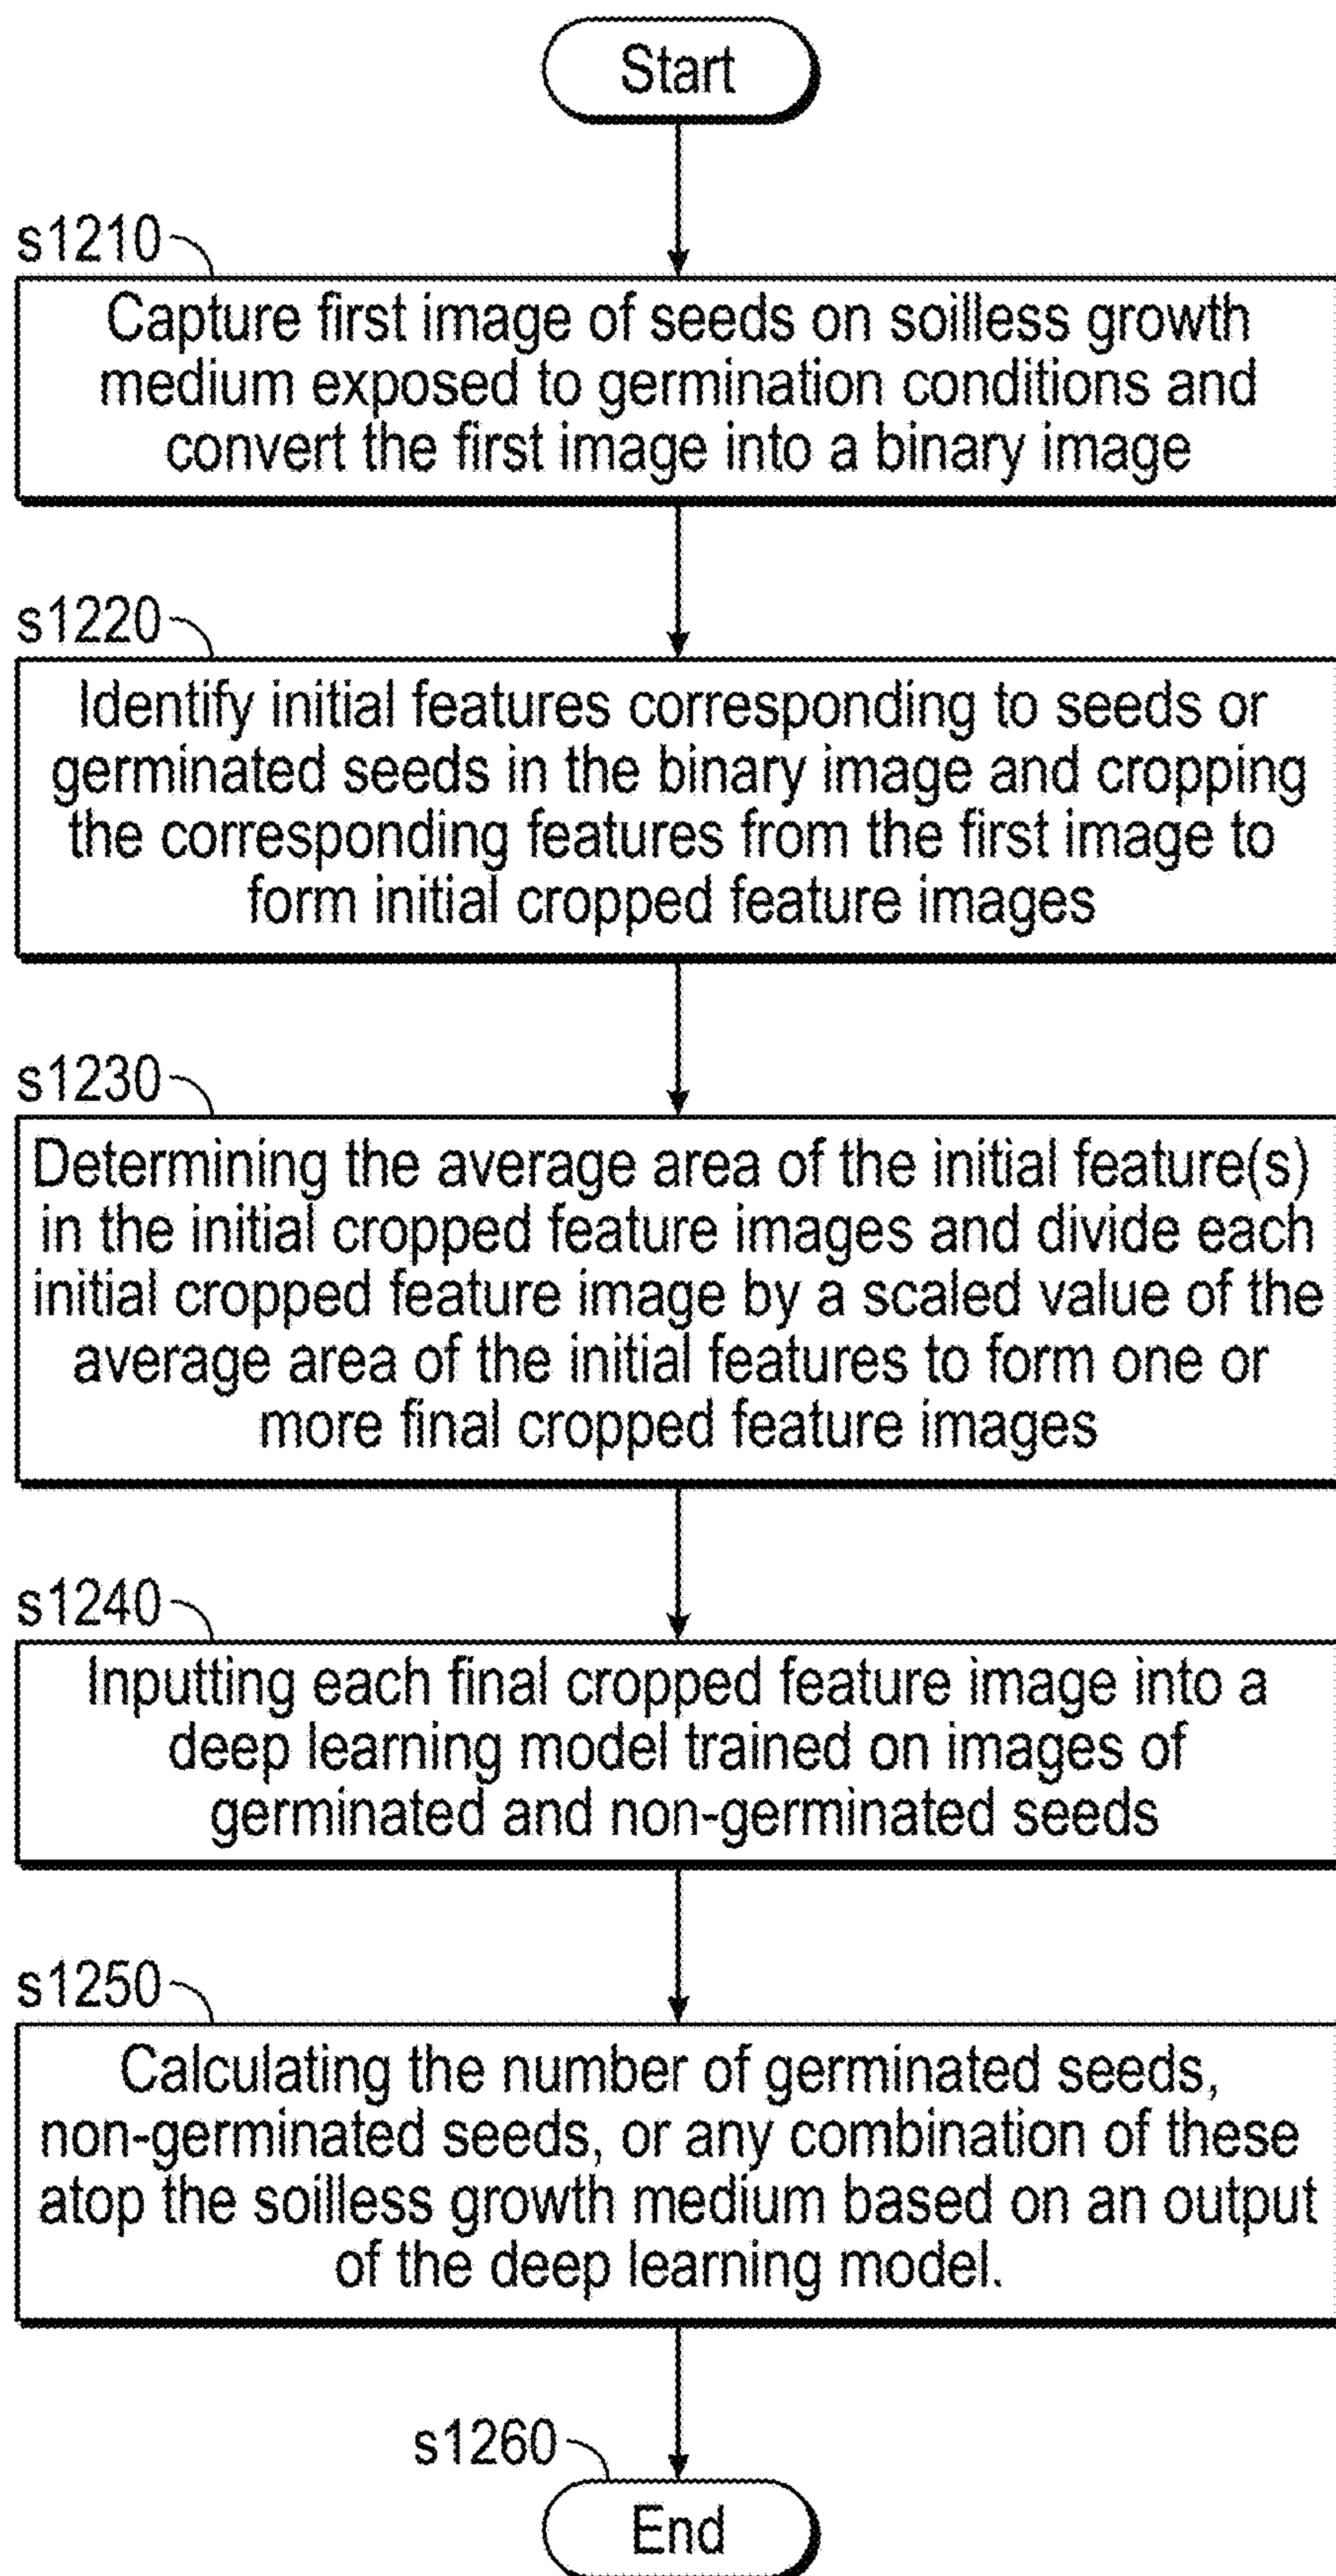 Start
s1210
Capture first image of seeds on soilless growth
medium exposed to germination conditions and
convert the first image into a binary image
s1220
Identify initial features corresponding to seeds or
germinated seeds in the binary image and cropping
the corresponding features from the first image to
form initial cropped feature images
s1230
Determining the average area of the initial feature(s)
in the initial cropped feature images and divide each
initial cropped feature image by a scaled value of the
average area of the initial features to form one or
more final cropped feature images
s1240
Inputting each final cropped feature image into a
deep learning model trained on images of
germinated and non-germinated seeds
s1250
Calculating the number of germinated seeds,
non-germinated seeds, or any combination of these
atop the soilless growth medium based on an output
of the deep learning model.
s1260
End